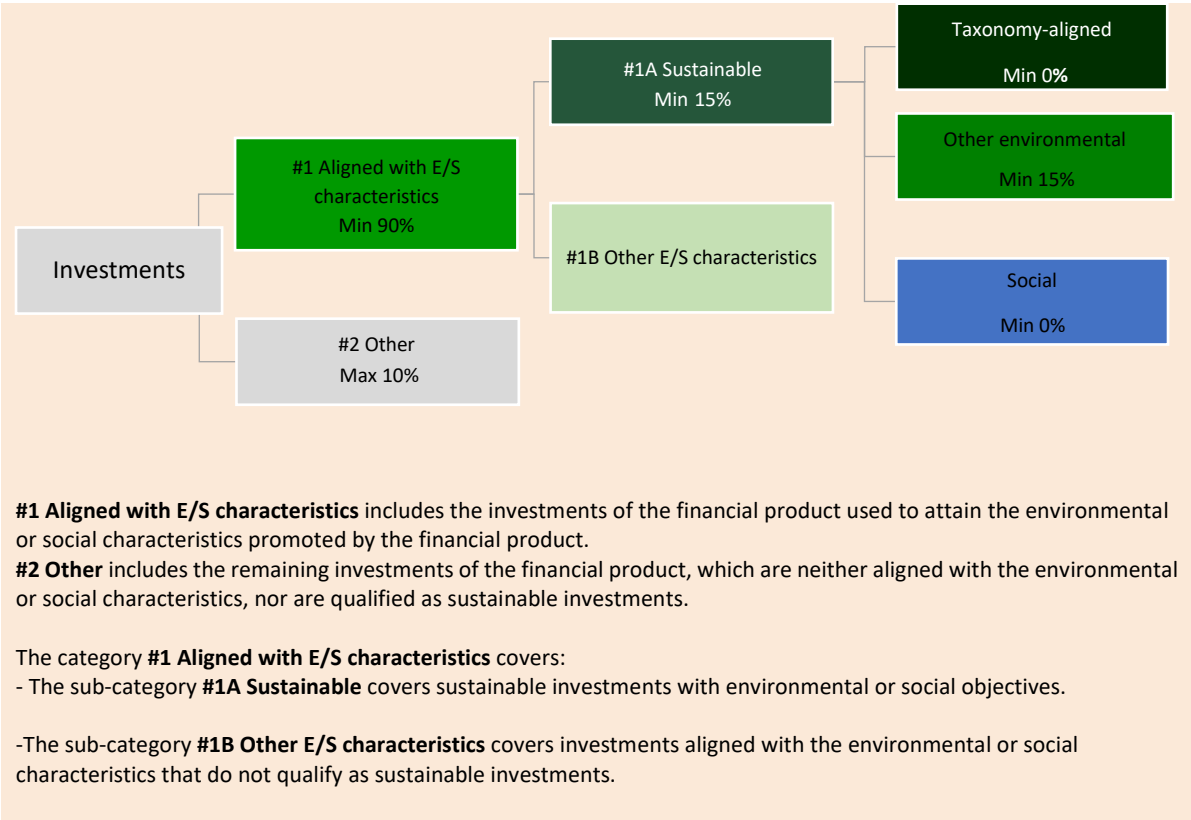 Investments
#1 Aligned with E/S
characteristics
Min 90%
#2 Other
Max 10%
#1A Sustainable
Min 15%
#1B Other E/S characteristics
Taxonomy-aligned
Min 0%
Other environmental
Min 15%
Social
Min 0%
#1 Aligned with E/S characteristics includes the investments of the financial product used to attain the environmental
or social characteristics promoted by the financial product.
#2 Other includes the remaining investments of the financial product, which are neither aligned with the environmental
or social characteristics, nor are qualified as sustainable investments.
The category #1 Aligned with E/S characteristics covers:
- The sub-category #1A Sustainable covers sustainable investments with environmental or social objectives.
-The sub-category #1B Other E/S characteristics covers investments aligned with the environmental or social
characteristics that do not qualify as sustainable investments.